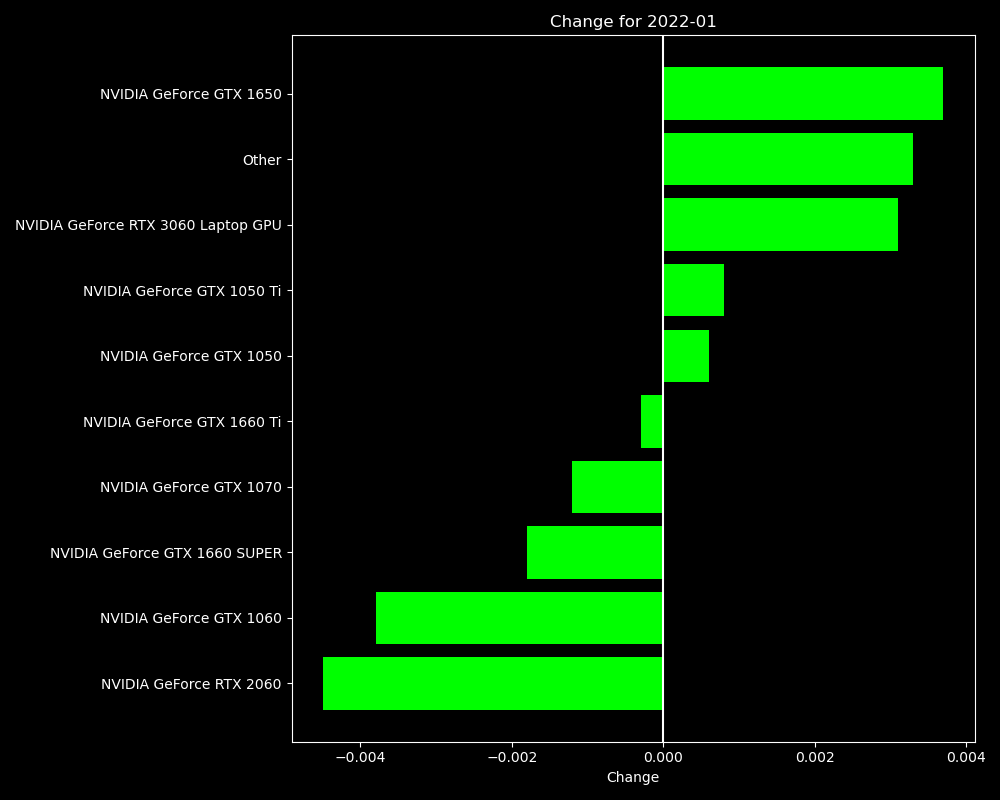 Change for 2022-01
NVIDIA GeForce GTX 1650
Other
NVIDIA GeForce RTX 3060 Laptop GPU
NVIDIA GeForce GTX 1050 Ti
NVIDIA GeForce GTX 1050
NVIDIA GeForce GTX 1660 Ti
NVIDIA GeForce GTX 1070
NVIDIA GeForce GTX 1660 SUPER
NVIDIA GeForce GTX 1060
NVIDIA GeForce RTX 2060
−0.004 −0.002 0.000 0.002 0.004
Change